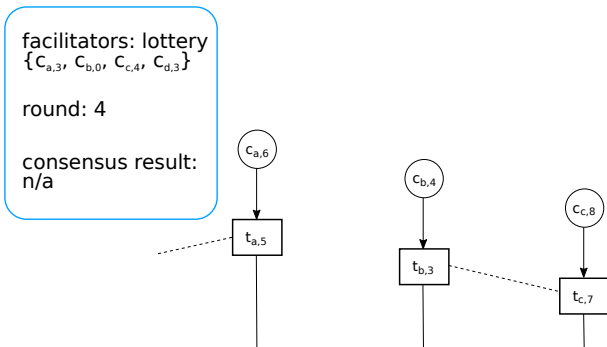 facilitators: lottery
{c_a,3, c_b,0, c_c,4, c_d,3}
round: 4
consensus result:
n/a
c_a,6
c_b,4
c_c,8
t_a,5
t_b,3
t_c,7